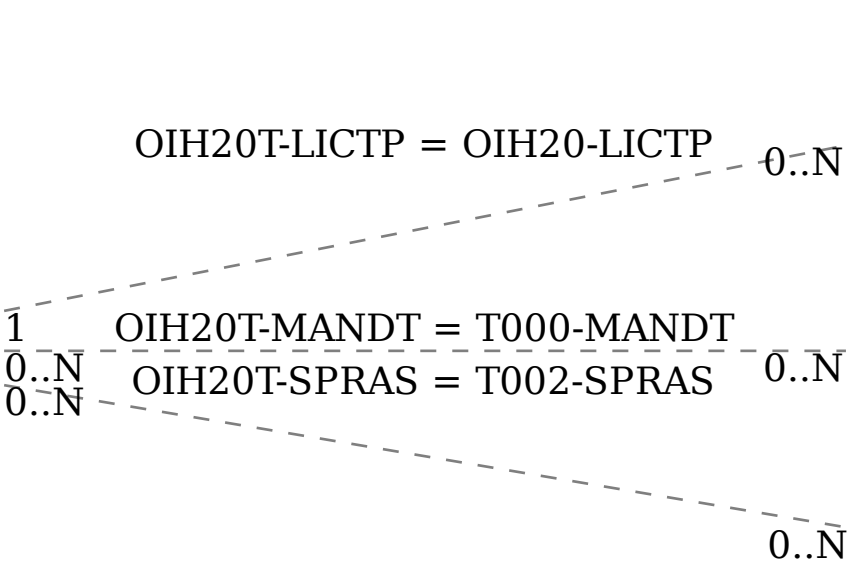 OIH20T-LICTP = OIH20-LICTP
0..N
1
OIH20T-MANDT = T000-MANDT
0..N
0..N
OIH20T-SPRAS = T002-SPRAS
0..N
0..N